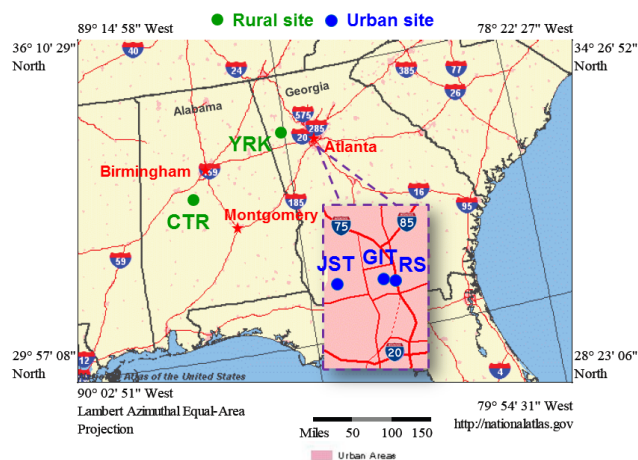 Rural site Urban site
89° 14' 58" West
78° 22' 27" West
36° 10' 29"
North
34° 26' 52"
North
40
24
385
77
26
Georgia
Alabama
575
285
20
YRK
Atlanta
Birmingham
59
CTR
Montgomery
185
16
95
75
85
JST GIT RS
59
20
12
4
29° 57' 08"
North
28° 23' 06"
North
Atlas of the United States
90° 02' 51" West
79° 54' 31" West
Lambert Azimuthal Equal-Area
Projection
Miles 50 100 150
http://nationalatlas.gov
Urban Areas